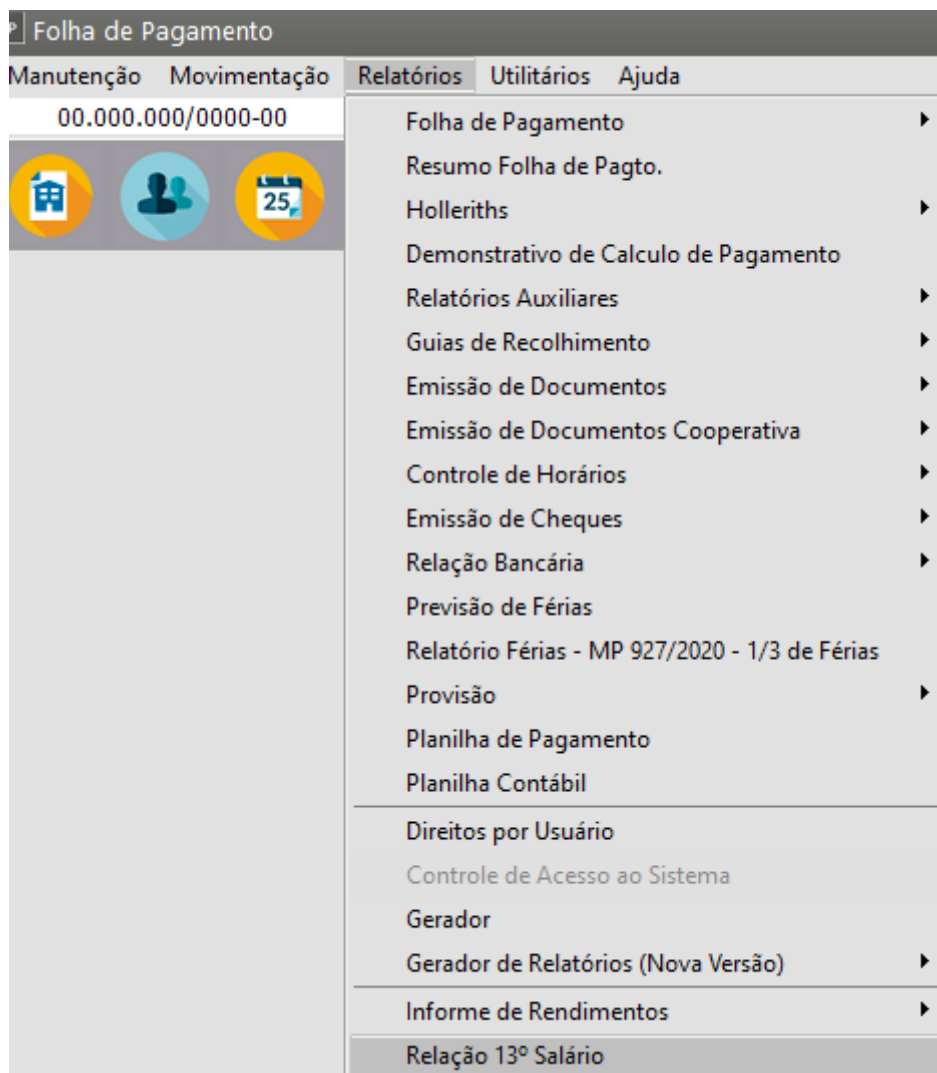 Folha de Pagamento
Manutenção Movimentação Relatórios Utilitários Ajuda
00.000.000/0000-00
25
Folha de Pagamento
Resumo Folha de Pagto.
Holleriths
Demonstrativo de Calculo de Pagamento
Relatórios Auxiliares
Guias de Recolhimento
Emissão de Documentos
Emissão de Documentos Cooperativa
Controle de Horários
Emissão de Cheques
Relação Bancária
Previsão de Férias
Relatório Férias - MP 927/2020 - 1/3 de Férias
Provisão
Planilha de Pagamento
Planilha Contábil
Direitos por Usuário
Controle de Acesso ao Sistema
Gerador
Gerador de Relatórios (Nova Versão)
Informe de Rendimentos
Relação 13º Salário